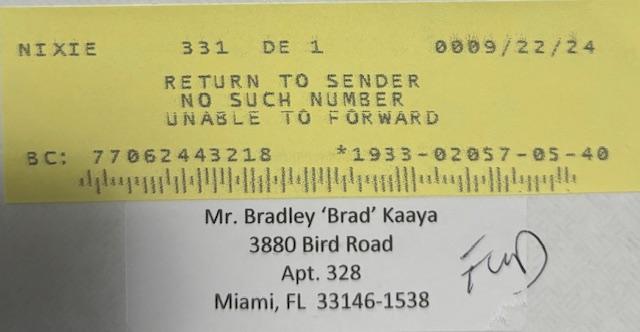 NIXIE 331 DE 1 0009/22/24
RETURN TO SENDER
NO SUCH NUMBER
UNABLE TO FORWARD
BC: 77062443218 *1933-02057-05-40
Mr. Bradley ‘Brad’ Kaaya
3880 Bird Road
Apt. 328
Miami, FL 33146-1538